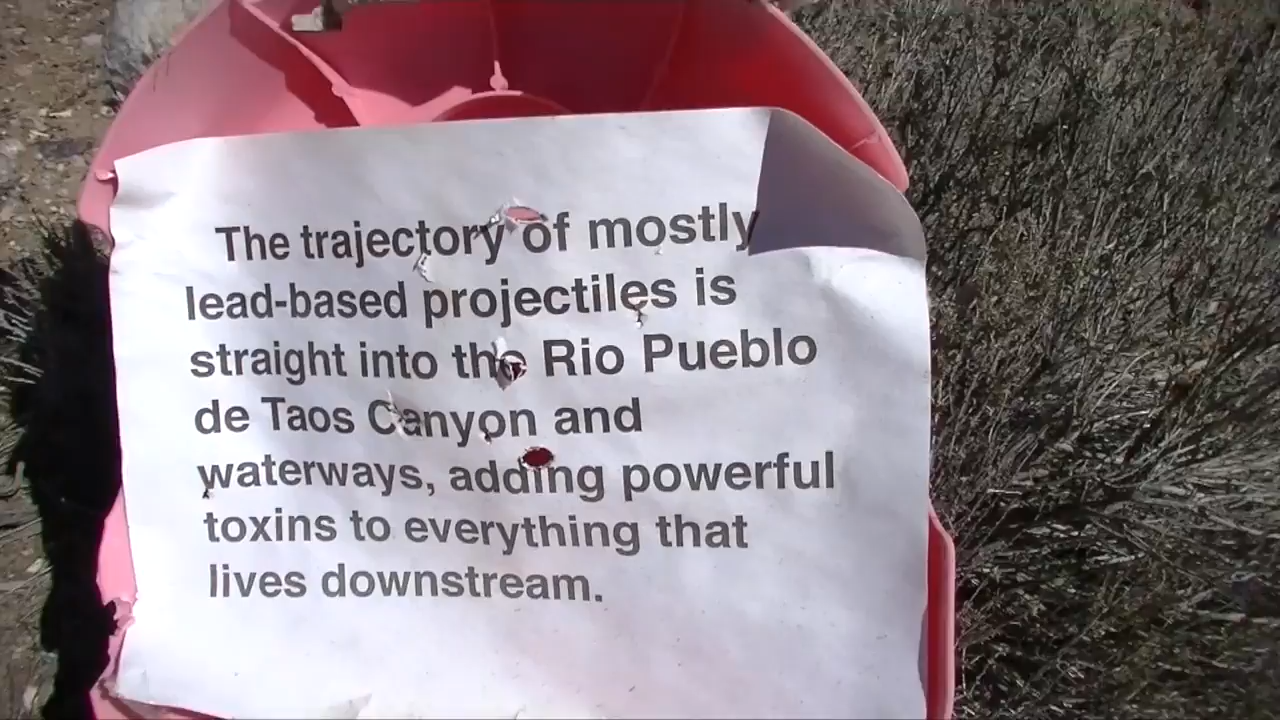 The trajectory of mostly
lead-based projectiles is
straight into the Rio Pueblo
de Taos Canyon and
waterways, adding powerful
toxins to everything that
lives downstream.